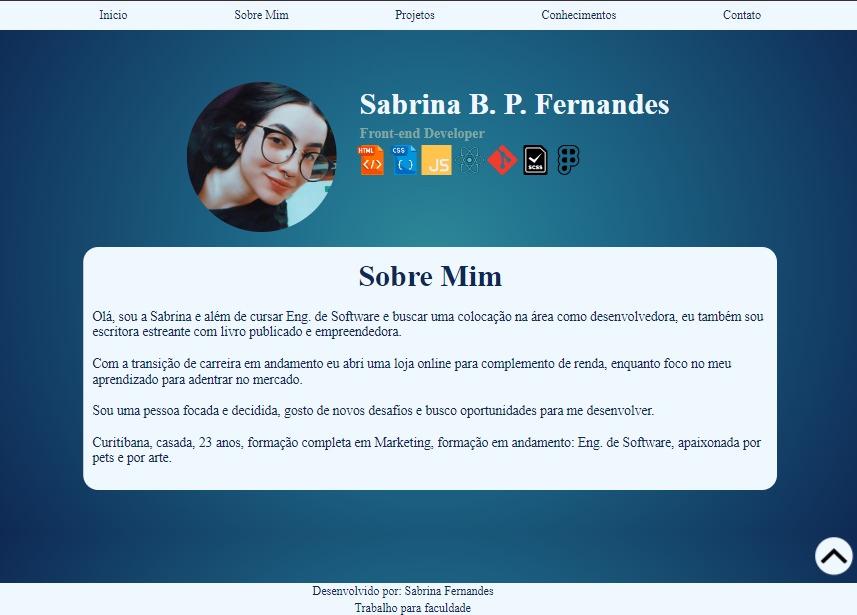 Inicio Sobre Mim Projetos Conhecimentos Contato
Sabrina B. P. Fernandes
Front-end Developer
HTML CSS JS SCSS
Sobre Mim
Olá, sou a Sabrina e além de cursar Eng. de Software e buscar uma colocação na área como desenvolvedora, eu também sou
escritora estreante com livro publicado e empreendedora.
Com a transição de carreira em andamento eu abri uma loja online para complemento de renda, enquanto foco no meu
aprendizado para adentrar no mercado.
Sou uma pessoa focada e decidida, gosto de novos desafios e busco oportunidades para me desenvolver.
Curitibana, casada, 23 anos, formação completa em Marketing, formação em andamento: Eng. de Software, apaixonada por
pets e por arte.
Desenvolvido por: Sabrina Fernandes
Trabalho para faculdade